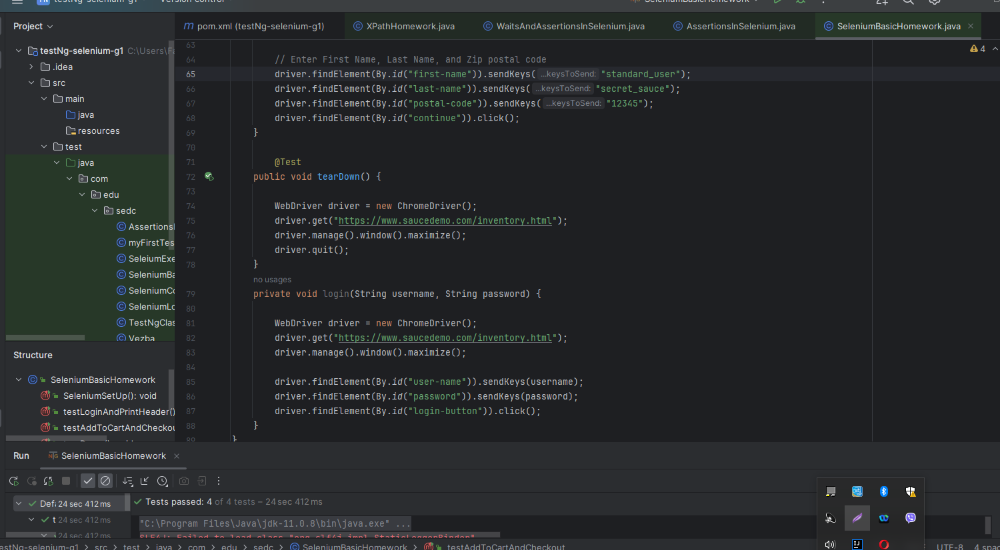 testNg-selenium-g1
Version control
SeleniumBasicHomework
Project
pom.xml (testNg-selenium-g1)
XPathHomework.java
WaitsAndAssertionsInSelenium.java
AssertionsInSelenium.java
SeleniumBasicHomework.java
testNg-selenium-g1 C:\Users\Fa
.idea
src
main
java
resources
test
java
com
edu
sedc
AssertionsI
myFirstTes
SeleiumExe
SeleniumBa
SeleniumCo
SeleniumLo
TestNgClas
Vezba
4
63
64 // Enter First Name, Last Name, and Zip postal code
65 driver.findElement(By.id("first-name")).sendKeys( ...keysToSend: "standard_user");
66 driver.findElement(By.id("last-name")).sendKeys( ...keysToSend: "secret_sauce");
67 driver.findElement(By.id("postal-code")).sendKeys( ...keysToSend: "12345");
68 driver.findElement(By.id("continue")).click();
69 }
70
71 @Test
72 public void tearDown() {
73
74 WebDriver driver = new ChromeDriver();
75 driver.get("https://www.saucedemo.com/inventory.html");
76 driver.manage().window().maximize();
77 driver.quit();
78 }
no usages
79 private void login(String username, String password) {
80
81 WebDriver driver = new ChromeDriver();
82 driver.get("https://www.saucedemo.com/inventory.html");
83 driver.manage().window().maximize();
84
85 driver.findElement(By.id("user-name")).sendKeys(username);
86 driver.findElement(By.id("password")).sendKeys(password);
87 driver.findElement(By.id("login-button")).click();
88 }
89 }
Structure
SeleniumBasicHomework
SeleniumSetUp(): void
testLoginAndPrintHeader()
testAddToCartAndCheckou
Run
SeleniumBasicHomework
Def 24 sec 412 ms
t 24 sec 412 ms
24 sec 412 ms
Tests passed: 4 of 4 tests – 24 sec 412 ms
"C:\Program Files\Java\jdk-11.0.8\bin\java.exe" ...
SLF4J: Failed to load class "org.slf4j.impl.StaticLoggerBinder".
testNg-selenium-g1 > src > test > java > com > edu > sedc > SeleniumBasicHomework > testAddToCartAndCheckout
UTF-8 4 spac